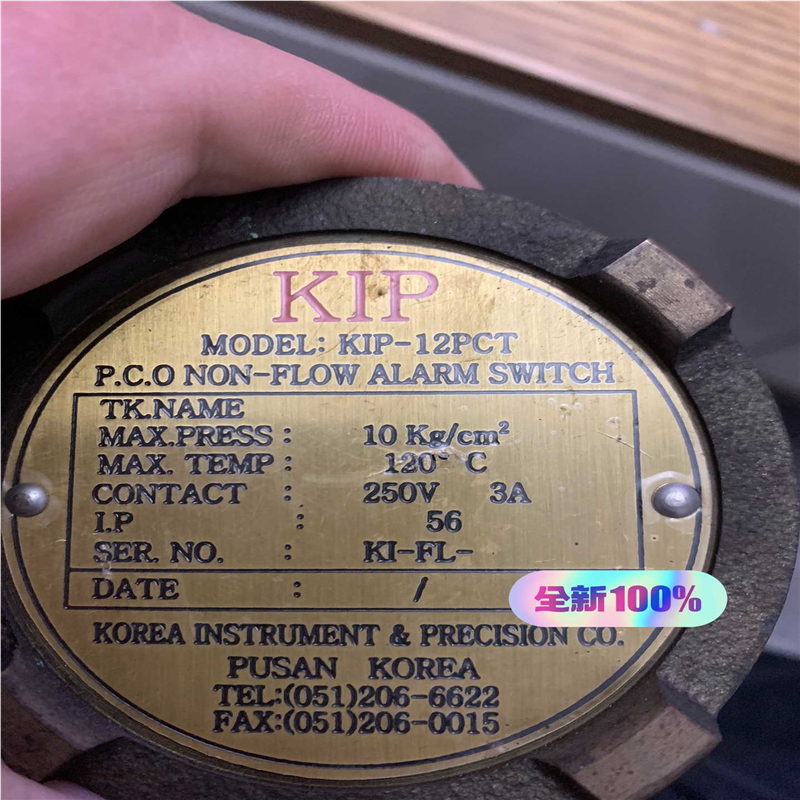 KIP
MODEL: KIP-12PCT
P.C.O NON-FLOW ALARM SWITCH
TK.NAME
MAX.PRESS : 10 Kg/cm²
MAX. TEMP : 120° C
CONTACT : 250V 3A
I.P : 56
SER. NO. : KI-FL-
DATE : /
全新100%
KOREA INSTRUMENT & PRECISION CO.
PUSAN KOREA
TEL:(051)206-6622
FAX:(051)206-0015